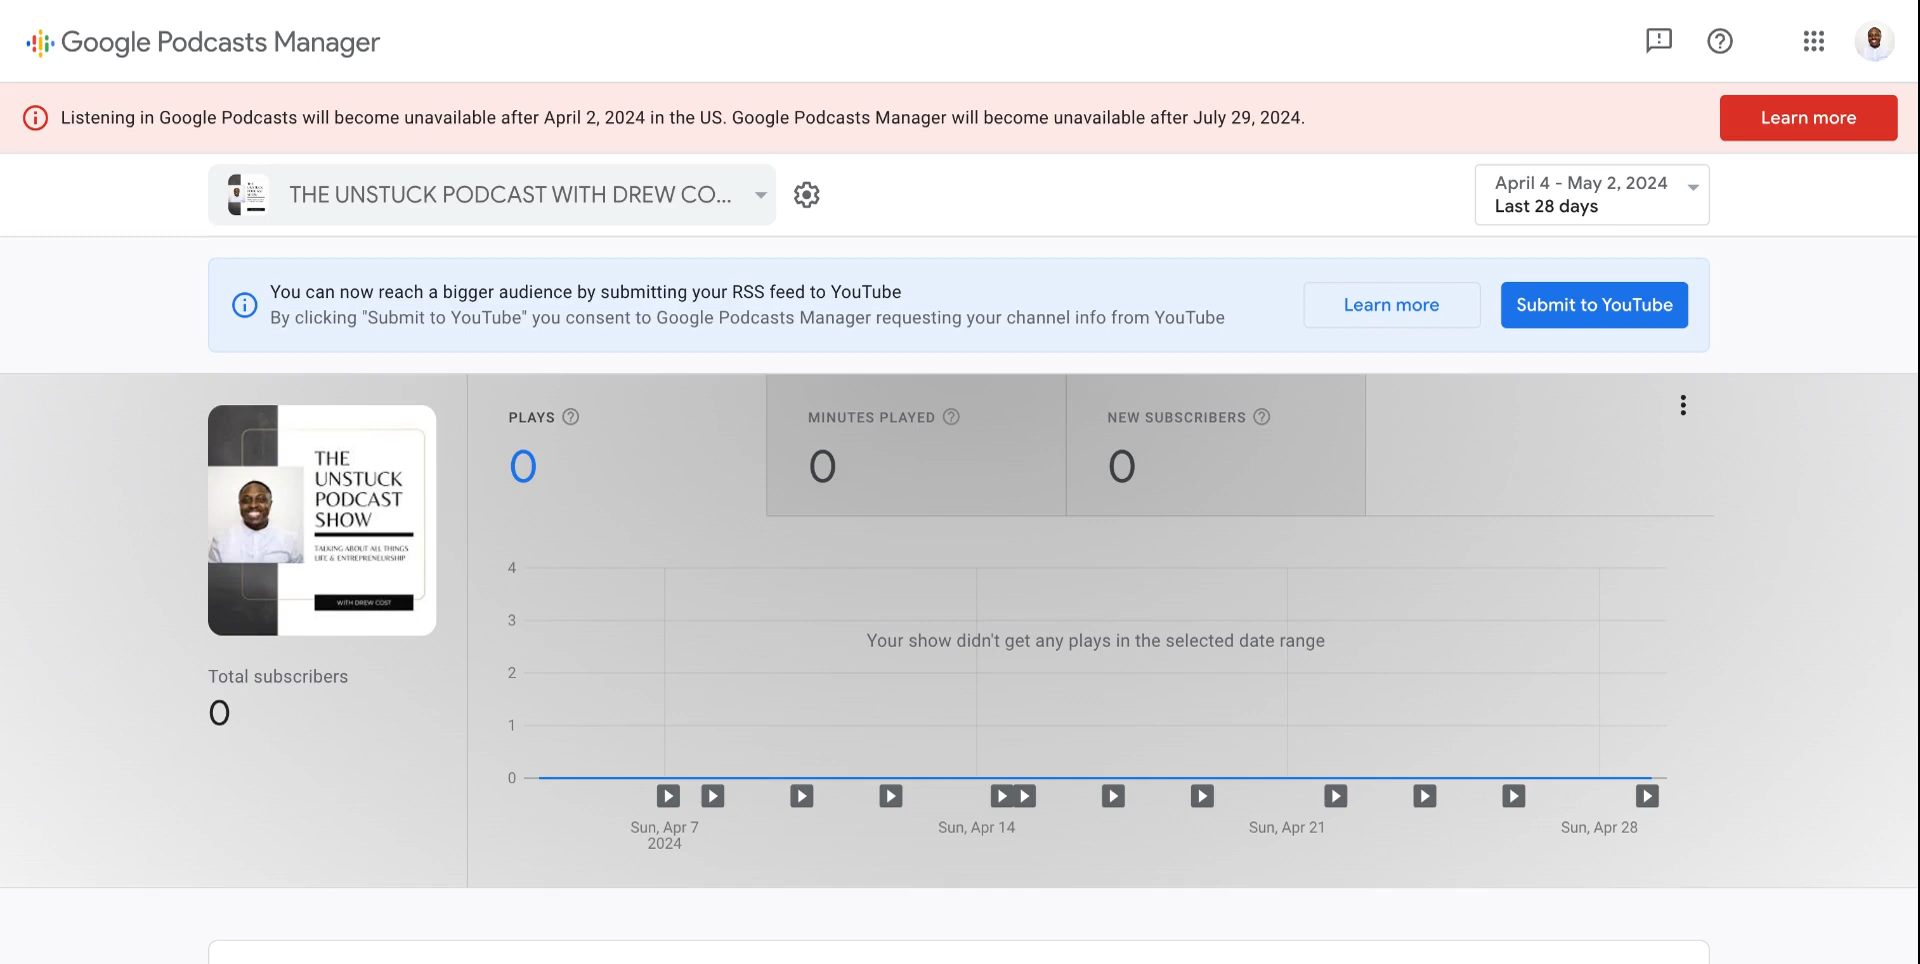 Google Podcasts Manager
Listening in Google Podcasts will become unavailable after April 2, 2024 in the US. Google Podcasts Manager will become unavailable after July 29, 2024.
Learn more
THE UNSTUCK PODCAST WITH DREW CO...
April 4 - May 2, 2024
Last 28 days
You can now reach a bigger audience by submitting your RSS feed to YouTube
By clicking "Submit to YouTube" you consent to Google Podcasts Manager requesting your channel info from YouTube
Learn more
Submit to YouTube
THE
UNSTUCK
PODCAST
SHOW
TALKING ABOUT ALL THINGS
LIFE & ENTREPRENEURSHIP
WITH DREW COST
Total subscribers
0
PLAYS
0
MINUTES PLAYED
0
NEW SUBSCRIBERS
0
4
3
Your show didn't get any plays in the selected date range
2
1
0
Sun, Apr 7
2024
Sun, Apr 14
Sun, Apr 21
Sun, Apr 28